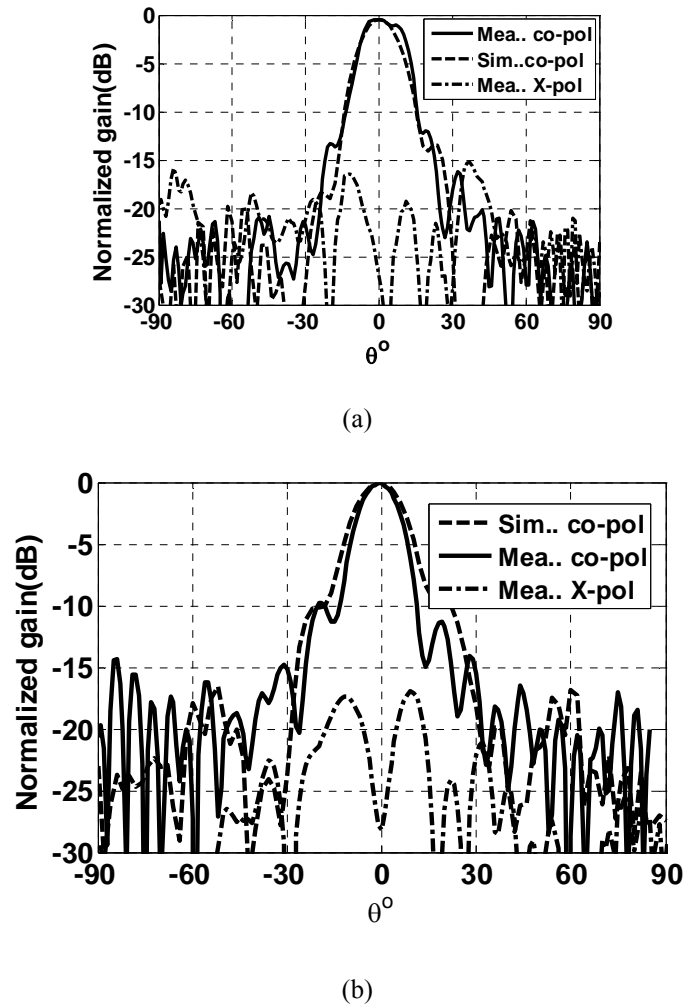 Normalized gain(dB)
0
-5
-10
-15
-20
-25
-30
Mea.. co-pol
Sim..co-pol
Mea.. X-pol
-90 -60 -30 0 30 60 90
θ°
(a)
Normalized gain(dB)
0
-5
-10
-15
-20
-25
-30
Sim.. co-pol
Mea.. co-pol
Mea.. X-pol
-90 -60 -30 0 30 60 90
θ°
(b)